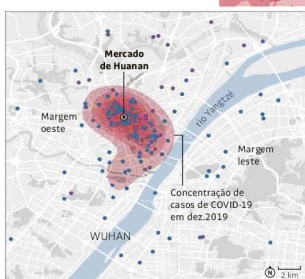 Mercado
de Huanan
Margem
oeste
rio Yangtzé
Margem
leste
Concentração de
casos de COVID-19
em dez.2019
WUHAN
N
2 km